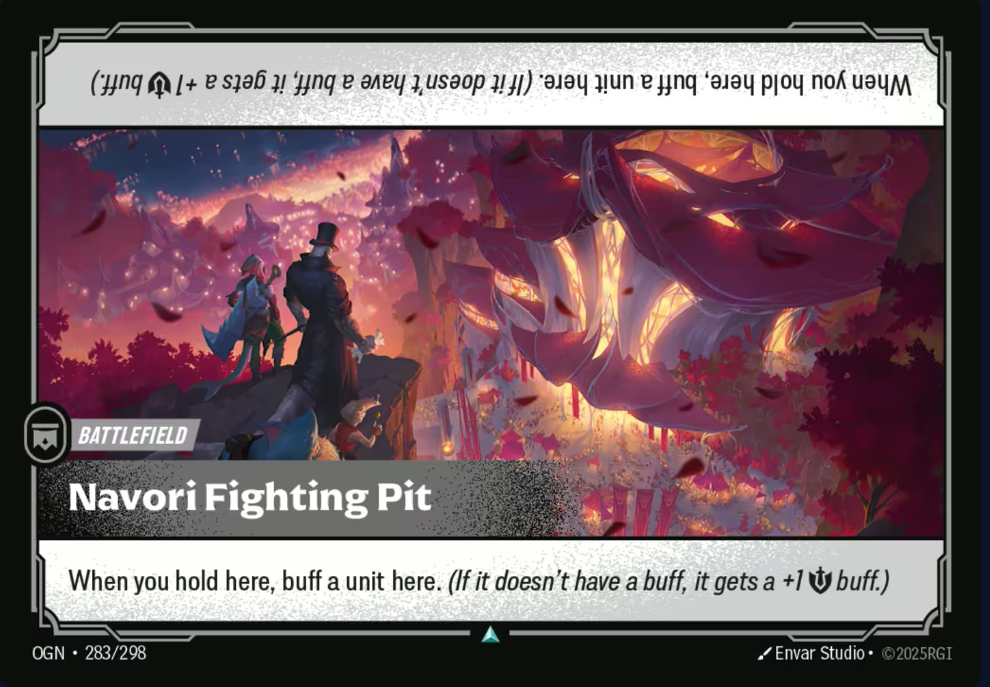 When you hold here, buff a unit here. (If it doesn't have a buff, it gets a +1 buff.)
BATTLEFIELD
Navori Fighting Pit
When you hold here, buff a unit here. (If it doesn't have a buff, it gets a +1 buff.)
OGN • 283/298
Envar Studio • ©2025RGI